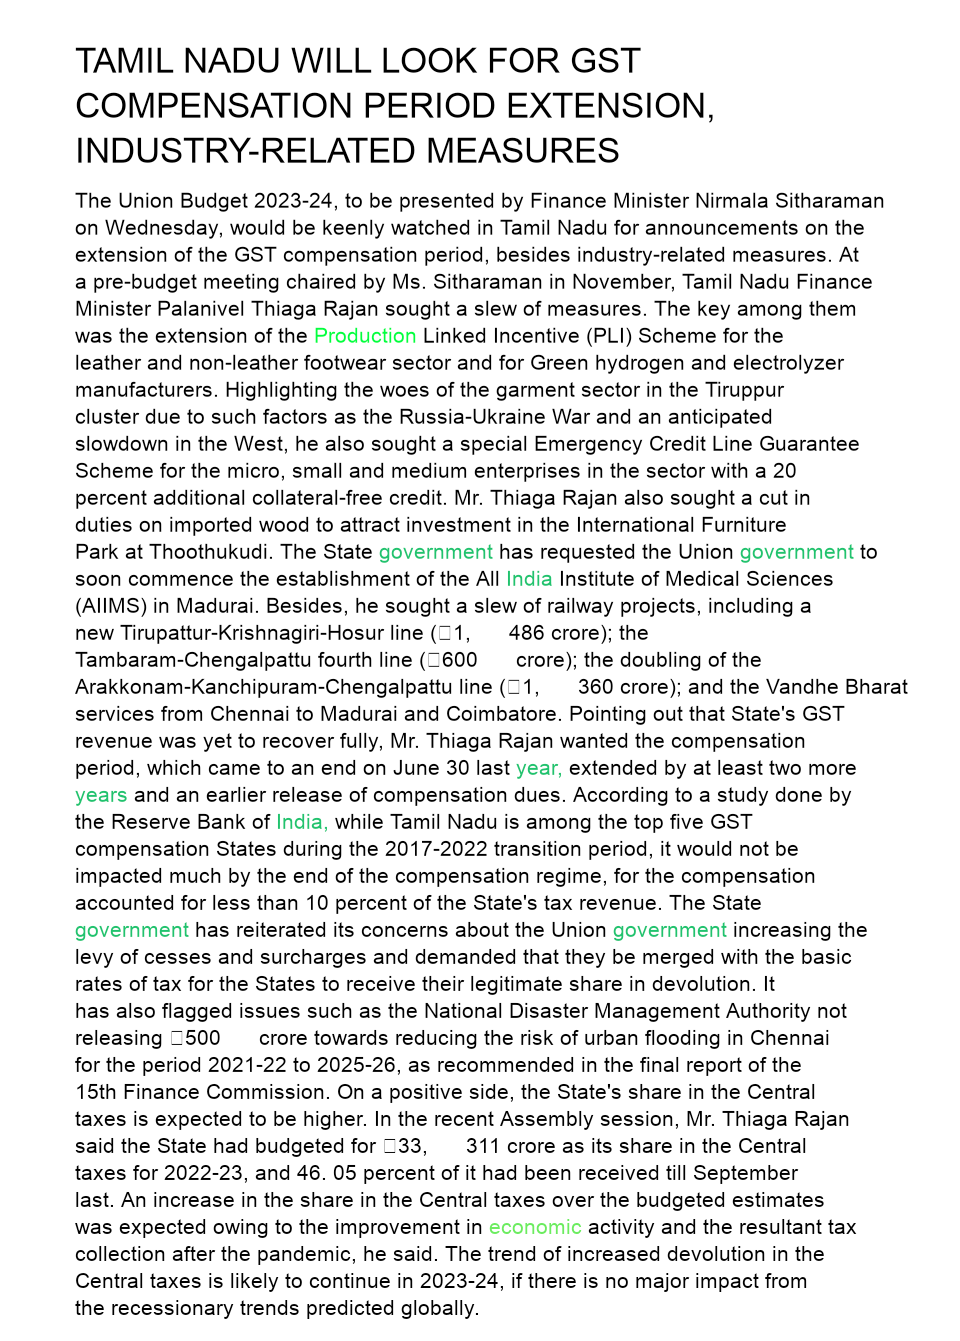 TAMIL NADU WILL LOOK FOR GST
COMPENSATION PERIOD EXTENSION,
INDUSTRY-RELATED MEASURES
The Union Budget 2023-24, to be presented by Finance Minister Nirmala Sitharaman
on Wednesday, would be keenly watched in Tamil Nadu for announcements on the
extension of the GST compensation period, besides industry-related measures. At
a pre-budget meeting chaired by Ms. Sitharaman in November, Tamil Nadu Finance
Minister Palanivel Thiaga Rajan sought a slew of measures. The key among them
was the extension of the Production Linked Incentive (PLI) Scheme for the
leather and non-leather footwear sector and for Green hydrogen and electrolyzer
manufacturers. Highlighting the woes of the garment sector in the Tiruppur
cluster due to such factors as the Russia-Ukraine War and an anticipated
slowdown in the West, he also sought a special Emergency Credit Line Guarantee
Scheme for the micro, small and medium enterprises in the sector with a 20
percent additional collateral-free credit. Mr. Thiaga Rajan also sought a cut in
duties on imported wood to attract investment in the International Furniture
Park at Thoothukudi. The State government has requested the Union government to
soon commence the establishment of the All India Institute of Medical Sciences
(AIIMS) in Madurai. Besides, he sought a slew of railway projects, including a
new Tirupattur-Krishnagiri-Hosur line (□1, 486 crore); the
Tambaram-Chengalpattu fourth line (□600 crore); the doubling of the
Arakkonam-Kanchipuram-Chengalpattu line (□1, 360 crore); and the Vandhe Bharat
services from Chennai to Madurai and Coimbatore. Pointing out that State's GST
revenue was yet to recover fully, Mr. Thiaga Rajan wanted the compensation
period, which came to an end on June 30 last year, extended by at least two more
years and an earlier release of compensation dues. According to a study done by
the Reserve Bank of India, while Tamil Nadu is among the top five GST
compensation States during the 2017-2022 transition period, it would not be
impacted much by the end of the compensation regime, for the compensation
accounted for less than 10 percent of the State's tax revenue. The State
government has reiterated its concerns about the Union government increasing the
levy of cesses and surcharges and demanded that they be merged with the basic
rates of tax for the States to receive their legitimate share in devolution. It
has also flagged issues such as the National Disaster Management Authority not
releasing □500 crore towards reducing the risk of urban flooding in Chennai
for the period 2021-22 to 2025-26, as recommended in the final report of the
15th Finance Commission. On a positive side, the State's share in the Central
taxes is expected to be higher. In the recent Assembly session, Mr. Thiaga Rajan
said the State had budgeted for □33, 311 crore as its share in the Central
taxes for 2022-23, and 46. 05 percent of it had been received till September
last. An increase in the share in the Central taxes over the budgeted estimates
was expected owing to the improvement in economic activity and the resultant tax
collection after the pandemic, he said. The trend of increased devolution in the
Central taxes is likely to continue in 2023-24, if there is no major impact from
the recessionary trends predicted globally.